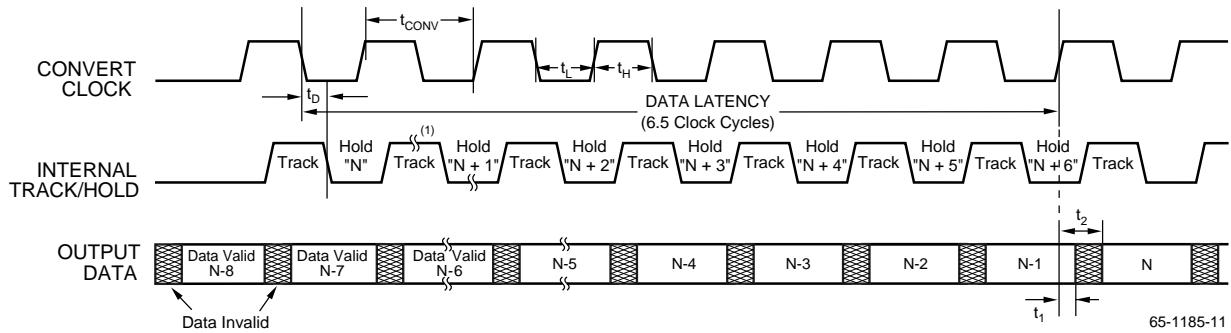 tCONV
CONVERT
CLOCK
tL
tH
tD
DATA LATENCY
(6.5 Clock Cycles)
(1)
INTERNAL
TRACK/HOLD
Track
Hold
"N"
Track
Hold
"N + 1"
Track
Hold
"N + 2"
Track
Hold
"N + 3"
Track
Hold
"N + 4"
Track
Hold
"N + 5"
Track
Hold
"N + 6"
Track
t2
OUTPUT
DATA
Data Valid
N-8
Data Valid
N-7
Data Valid
N-6
N-5
N-4
N-3
N-2
N-1
N
t1
Data Invalid
65-1185-11